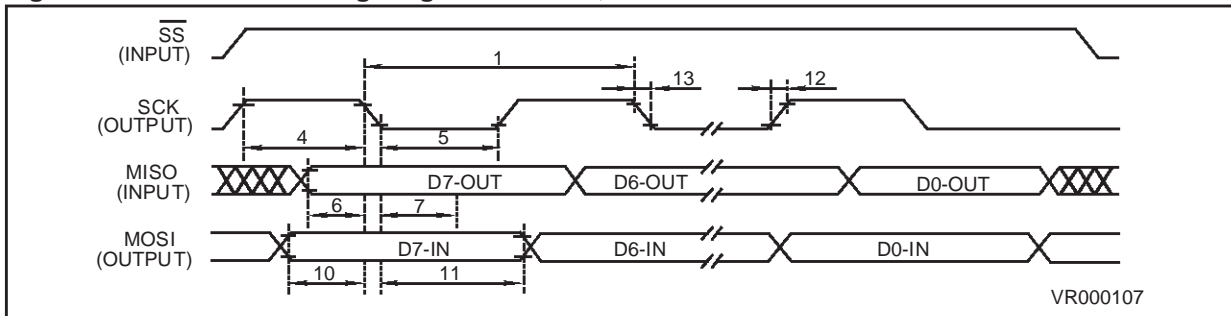 SS
(INPUT)
1
13
12
SCK
(OUTPUT)
4
5
MISO
(INPUT)
D7-OUT
D6-OUT
D0-OUT
6
7
MOSI
(OUTPUT)
D7-IN
D6-IN
D0-IN
10
11
VR000107